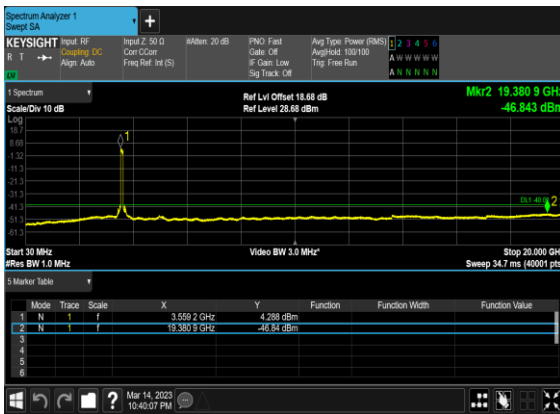 Spectrum Analyzer 1
Swept SA
KEYSIGHT
R T
LV
Input: RF
Coupling: DC
Align: Auto
Input Z: 50 Ω
Corr CCorr
Freq Ref: Int (S)
#Atten: 20 dB
PNO: Fast
Gate: Off
IF Gain: Low
Sig Track: Off
Avg Type: Power (RMS)
Avg|Hold: 100/100
Trig: Free Run
1 2 3 4 5 6
A W W W W W
A N N N N N
1 Spectrum
Scale/Div 10 dB
Ref Lvl Offset 18.68 dB
Ref Level 28.68 dBm
Mkr2 19.380 9 GHz
-46.843 dBm
Log
18.7
8.68
-1.32
-11.3
-21.3
-31.3
-41.3
-51.3
-61.3
1
2
Start 30 MHz
#Res BW 1.0 MHz
Video BW 3.0 MHz*
Stop 20.000 GHz
Sweep 34.7 ms (40001 pts)
5 Marker Table
Mode Trace Scale X Y Function Function Width Function Value
1 N 1 f 3.559 2 GHz 4.288 dBm
2 N 1 f 19.380 9 GHz -46.84 dBm
3
4
5
6
Mar 14, 2023
10:40:07 PM